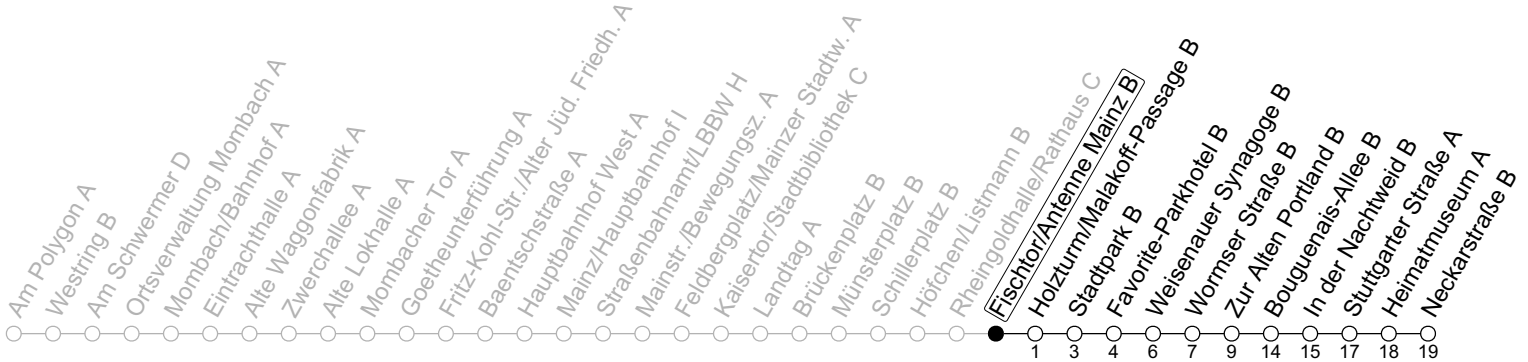 Am Polygon A
Westring B
Am Schwermer D
Ortsverwaltung Mombach A
Mombach/Bahnhof A
Eintrachthalle A
Alte Waggonfabrik A
Zwerchallee A
Alte Lokhalle A
Mombacher Tor A
Goetheunterführung A
Fritz-Kohl-Str./Alter Jüd. Friedh. A
Baentschstraße A
Hauptbahnhof West A
Mainz/Hauptbahnhof I
Straßenbahnamt/LBBW H
Mainstr./Bewegungsz. A
Feldbergplatz/Mainzer Stadtw. A
Kaisertor/Stadtbibliothek C
Landtag A
Brückenplatz B
Münsterplatz B
Schillerplatz B
Höfchen/Listmann B
Rheingoldhalle/Rathaus C
Fischtor/Antenne Mainz B
Holzturm/Malakoff-Passage B
Stadtpark B
Favorite-Parkhotel B
Weisenauer Synagoge B
Wormser Straße B
Zur Alten Portland B
Bouguenais-Allee B
In der Nachtweid B
Stuttgarter Straße A
Heimatmuseum A
Neckarstraße B
1 3 4 6 7 9 14 15 17 18 19